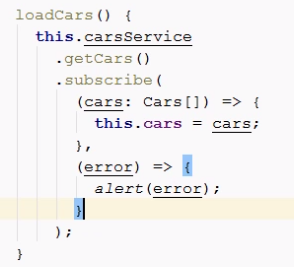 loadCars() {
  this.carsService
    .getCars()
    .subscribe(
      (cars: Cars[]) => {
        this.cars = cars;
      },
      (error) => {
        alert(error);
      }
    );
}